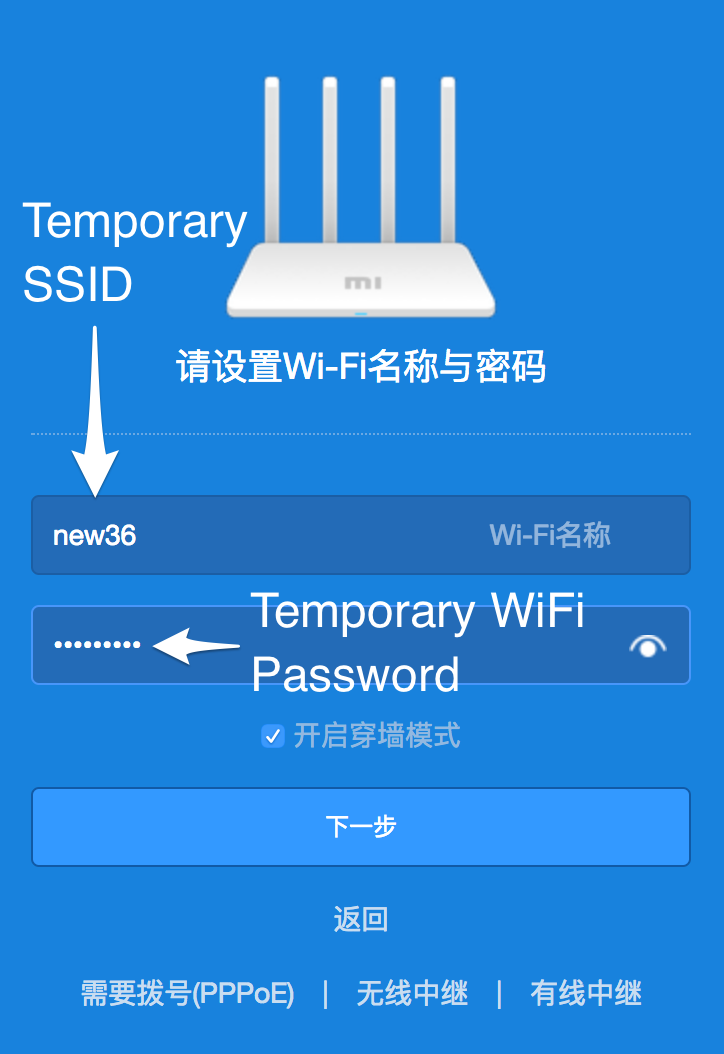 Temporary
SSID
mi
请设置Wi-Fi名称与密码
new36 Wi-Fi名称
Temporary WiFi
Password
•••••••••
开启穿墙模式
下一步
返回
需要拨号(PPPoE) | 无线中继 | 有线中继